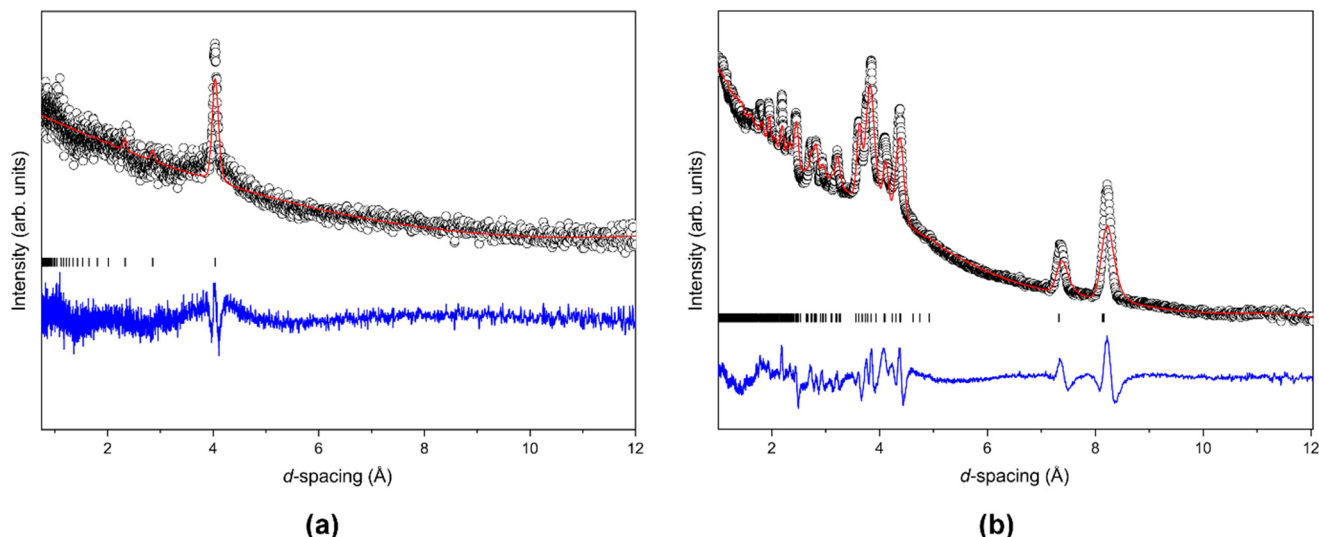 Intensity (arb. units)
2
4
6
8
10
12
d-spacing (Å)
(a)
Intensity (arb. units)
2
4
6
8
10
12
d-spacing (Å)
(b)